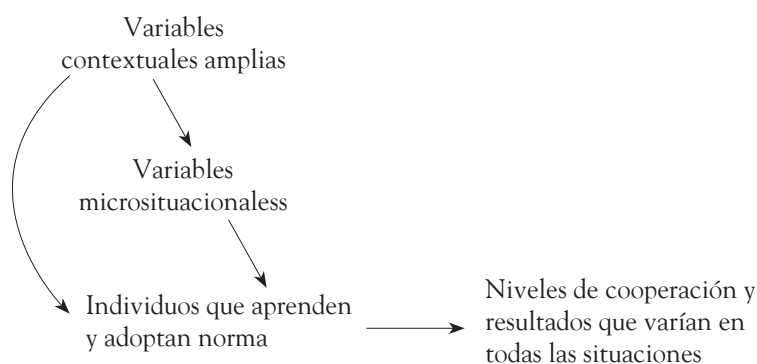 Variables
contextuales amplias
Variables
microsituacionaless
Individuos que aprenden
y adoptan norma
Niveles de cooperación y
resultados que varían en
todas las situaciones